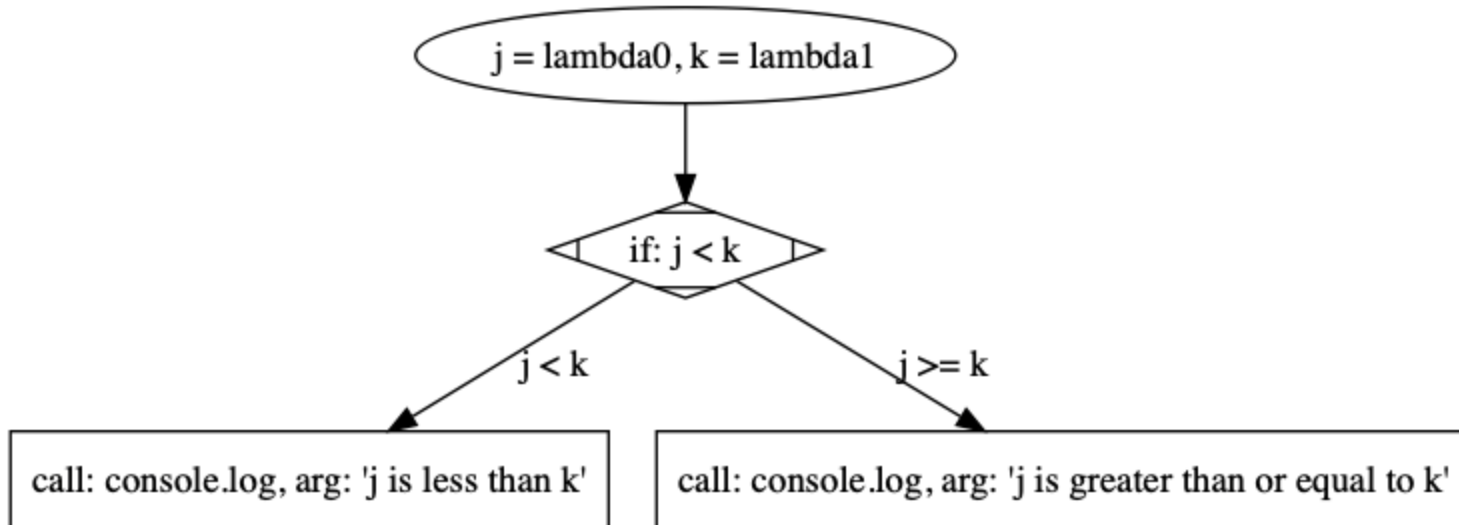 j = lambda0, k = lambda1
if: j < k
j < k
j >= k
call: console.log, arg: 'j is less than k'
call: console.log, arg: 'j is greater than or equal to k'